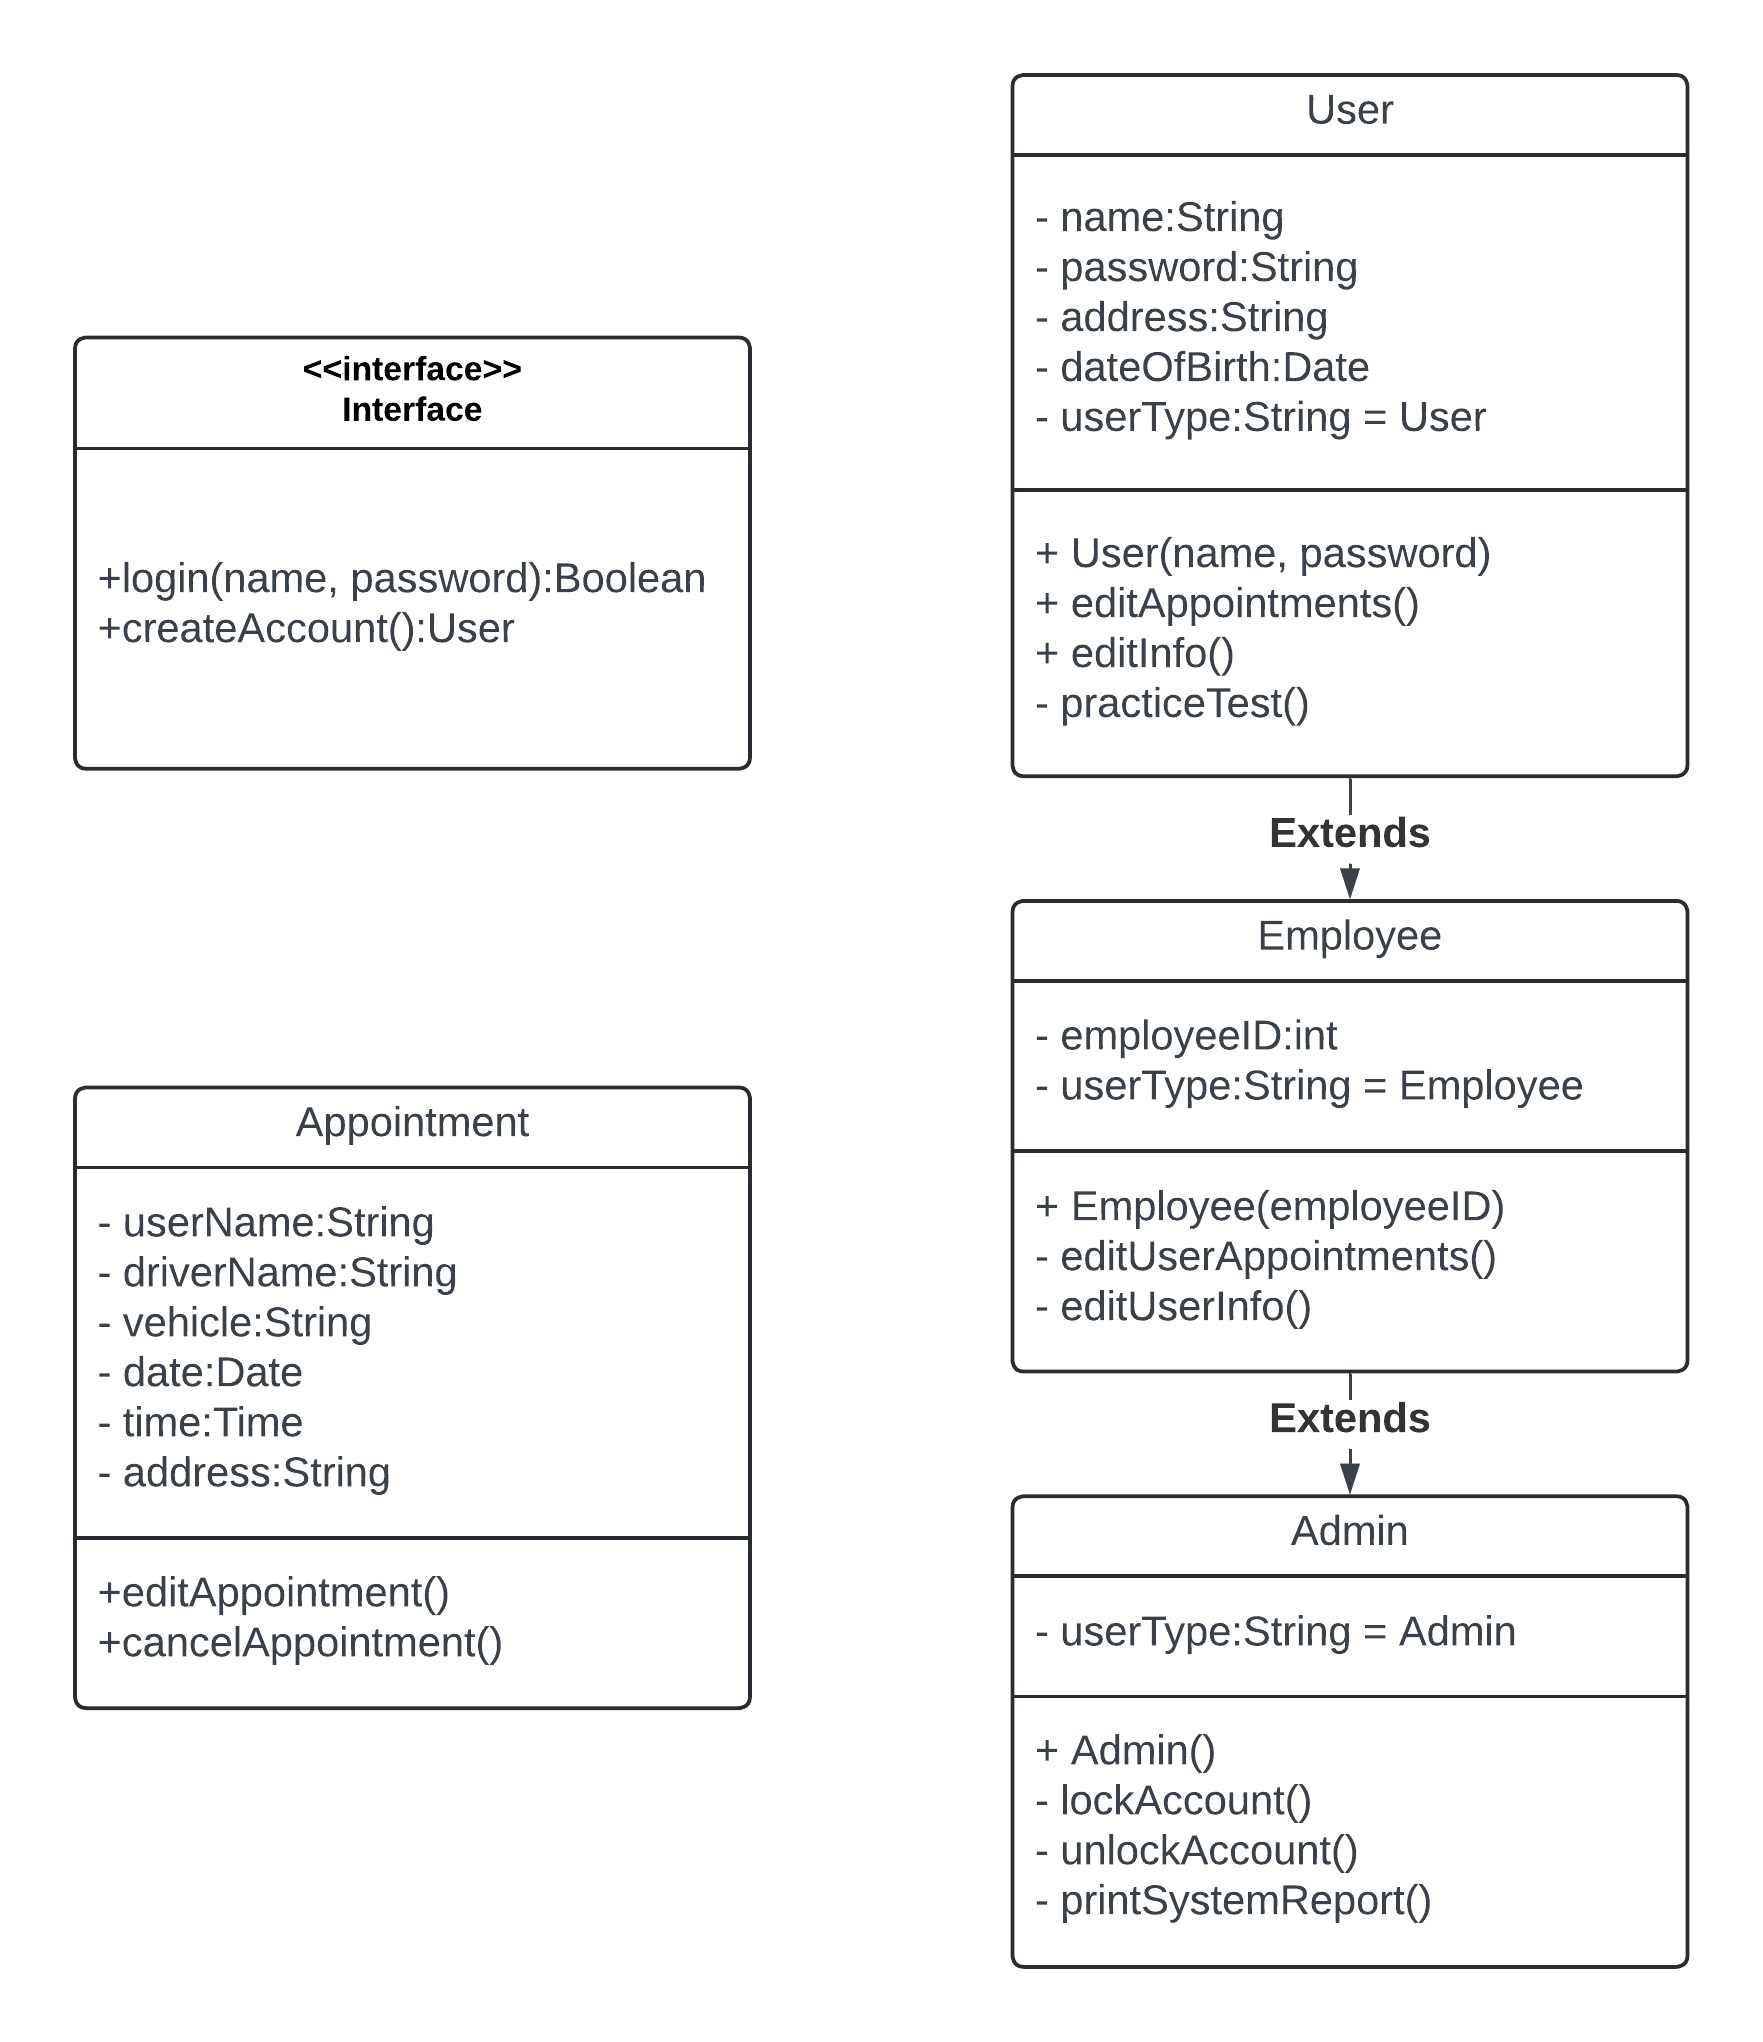 <<interface>>
Interface
+login(name, password):Boolean
+createAccount():User
Appointment
- userName:String
- driverName:String
- vehicle:String
- date:Date
- time:Time
- address:String
+editAppointment()
+cancelAppointment()
User
- name:String
- password:String
- address:String
- dateOfBirth:Date
- userType:String = User
+ User(name, password)
+ editAppointments()
+ editInfo()
- practiceTest()
Extends
Employee
- employeeID:int
- userType:String = Employee
+ Employee(employeeID)
- editUserAppointments()
- editUserInfo()
Extends
Admin
- userType:String = Admin
+ Admin()
- lockAccount()
- unlockAccount()
- printSystemReport()